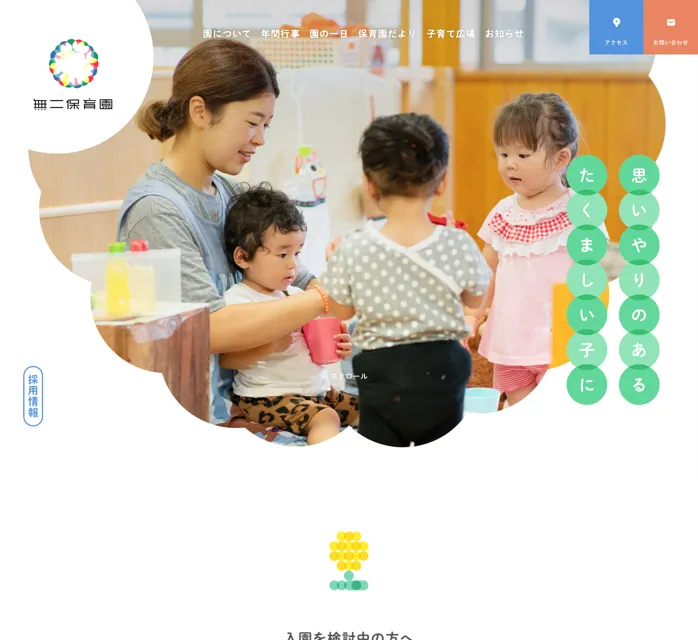 園について 年間行事 園の一日 保育園だより 子育て広場 お知らせ
アクセス
お問い合わせ
無二保育園
思いやりのある
たくましい子に
スクロール
採用情報
入園を検討中の方へ